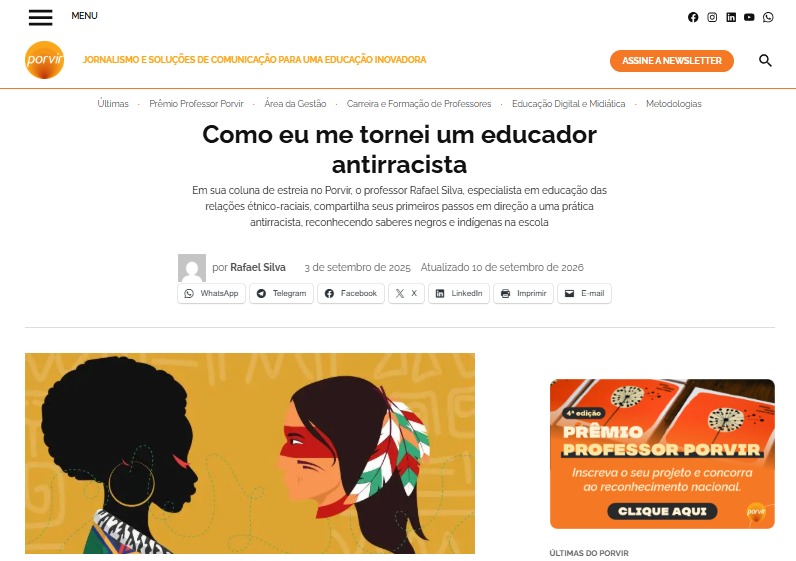 MENU
porvir
JORNALISMO E SOLUÇÕES DE COMUNICAÇÃO PARA UMA EDUCAÇÃO INOVADORA
ASSINE A NEWSLETTER
Últimas · Prêmio Professor Porvir · Área da Gestão · Carreira e Formação de Professores · Educação Digital e Midiática · Metodologias
Como eu me tornei um educador
antirracista
Em sua coluna de estreia no Porvir, o professor Rafael Silva, especialista em educação das
relações étnico-raciais, compartilha seus primeiros passos em direção a uma prática
antirracista, reconhecendo saberes negros e indígenas na escola
por Rafael Silva 3 de setembro de 2025 Atualizado 10 de setembro de 2026
WhatsApp Telegram Facebook X LinkedIn Imprimir E-mail
4ª edição
PRÊMIO
PROFESSOR PORVIR
Inscreva o seu projeto e concorra
ao reconhecimento nacional.
CLIQUE AQUI
porvir
ÚLTIMAS DO PORVIR